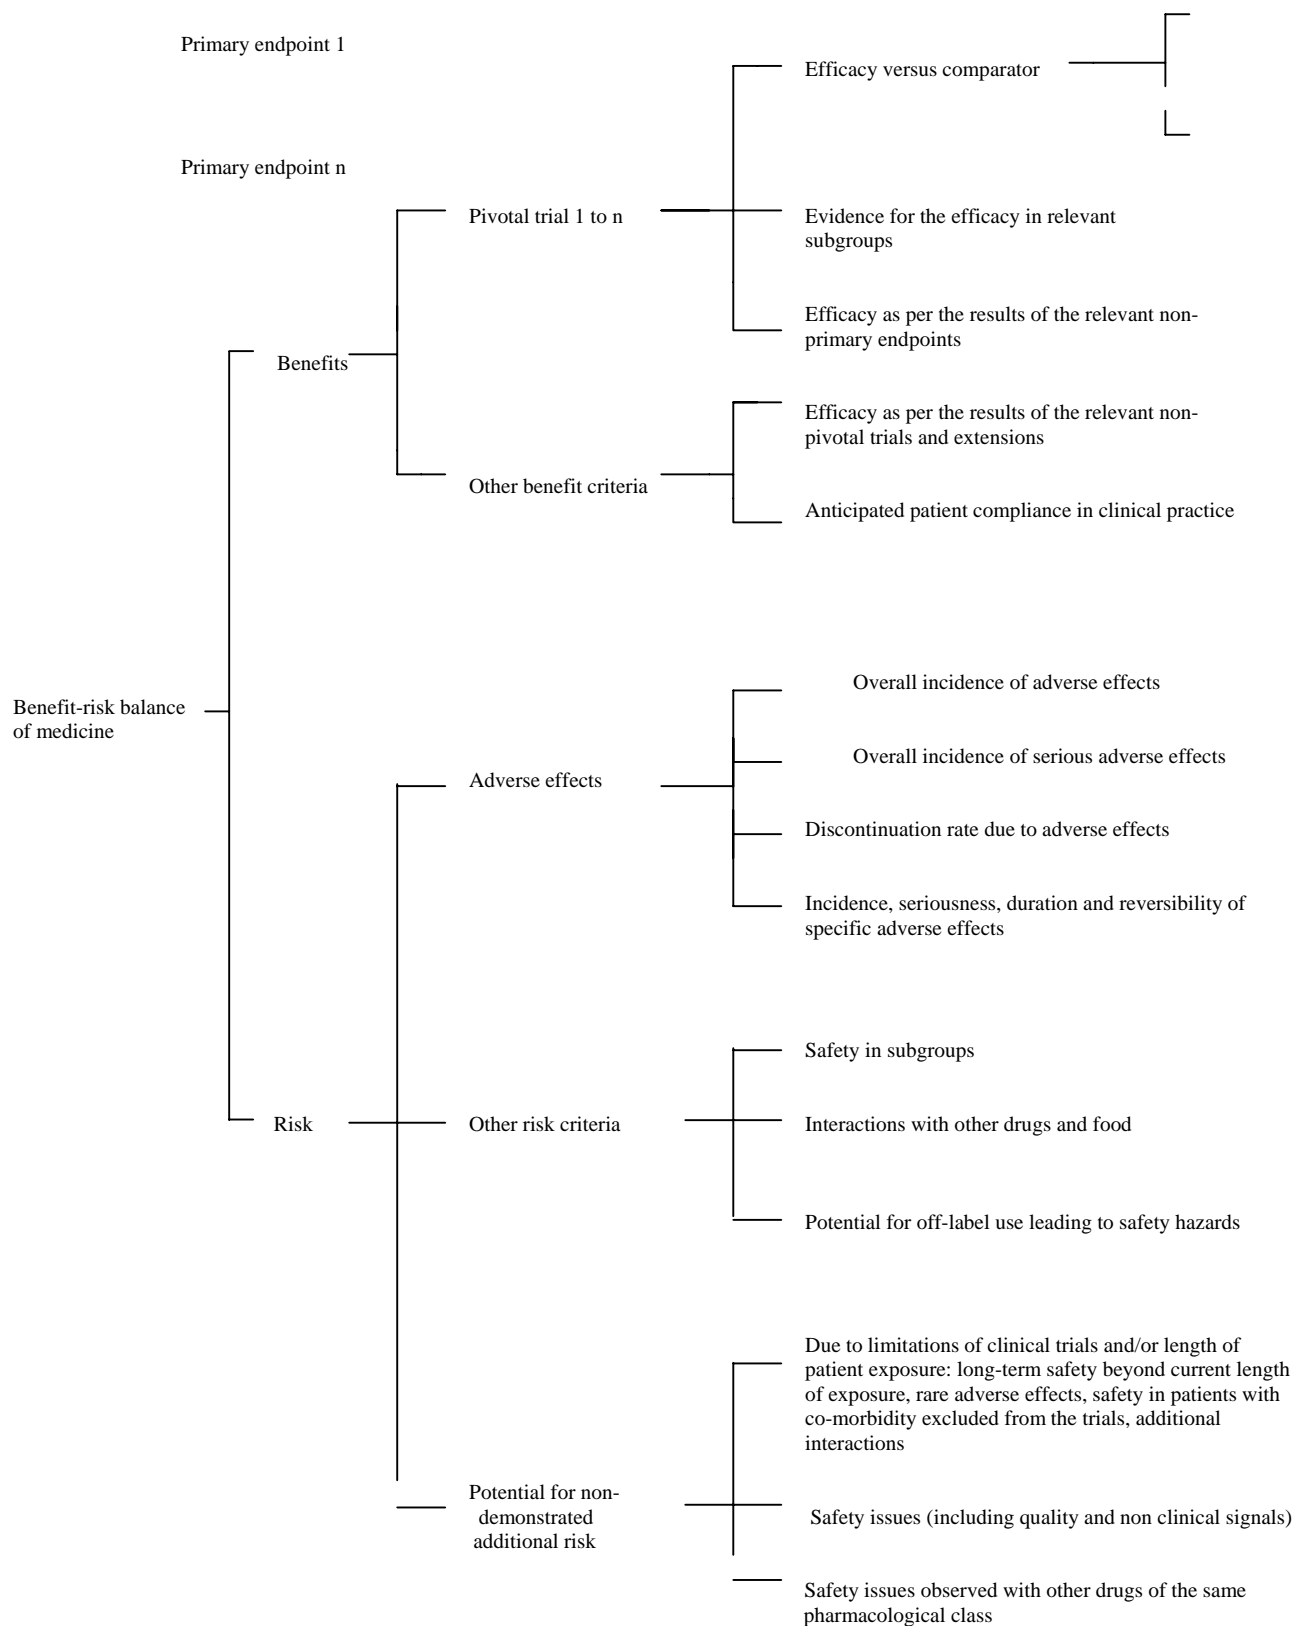 Primary endpoint 1
Efficacy versus comparator
Primary endpoint n
Pivotal trial 1 to n
Evidence for the efficacy in relevant
subgroups
Efficacy as per the results of the relevant non-
primary endpoints
Benefits
Efficacy as per the results of the relevant non-
pivotal trials and extensions
Other benefit criteria
Anticipated patient compliance in clinical practice
Benefit-risk balance
of medicine
Overall incidence of adverse effects
Overall incidence of serious adverse effects
Adverse effects
Discontinuation rate due to adverse effects
Incidence, seriousness, duration and reversibility of
specific adverse effects
Safety in subgroups
Risk
Other risk criteria
Interactions with other drugs and food
Potential for off-label use leading to safety hazards
Due to limitations of clinical trials and/or length of
patient exposure: long-term safety beyond current length
of exposure, rare adverse effects, safety in patients with
co-morbidity excluded from the trials, additional
interactions
Potential for non-
demonstrated
additional risk
Safety issues (including quality and non clinical signals)
Safety issues observed with other drugs of the same
pharmacological class